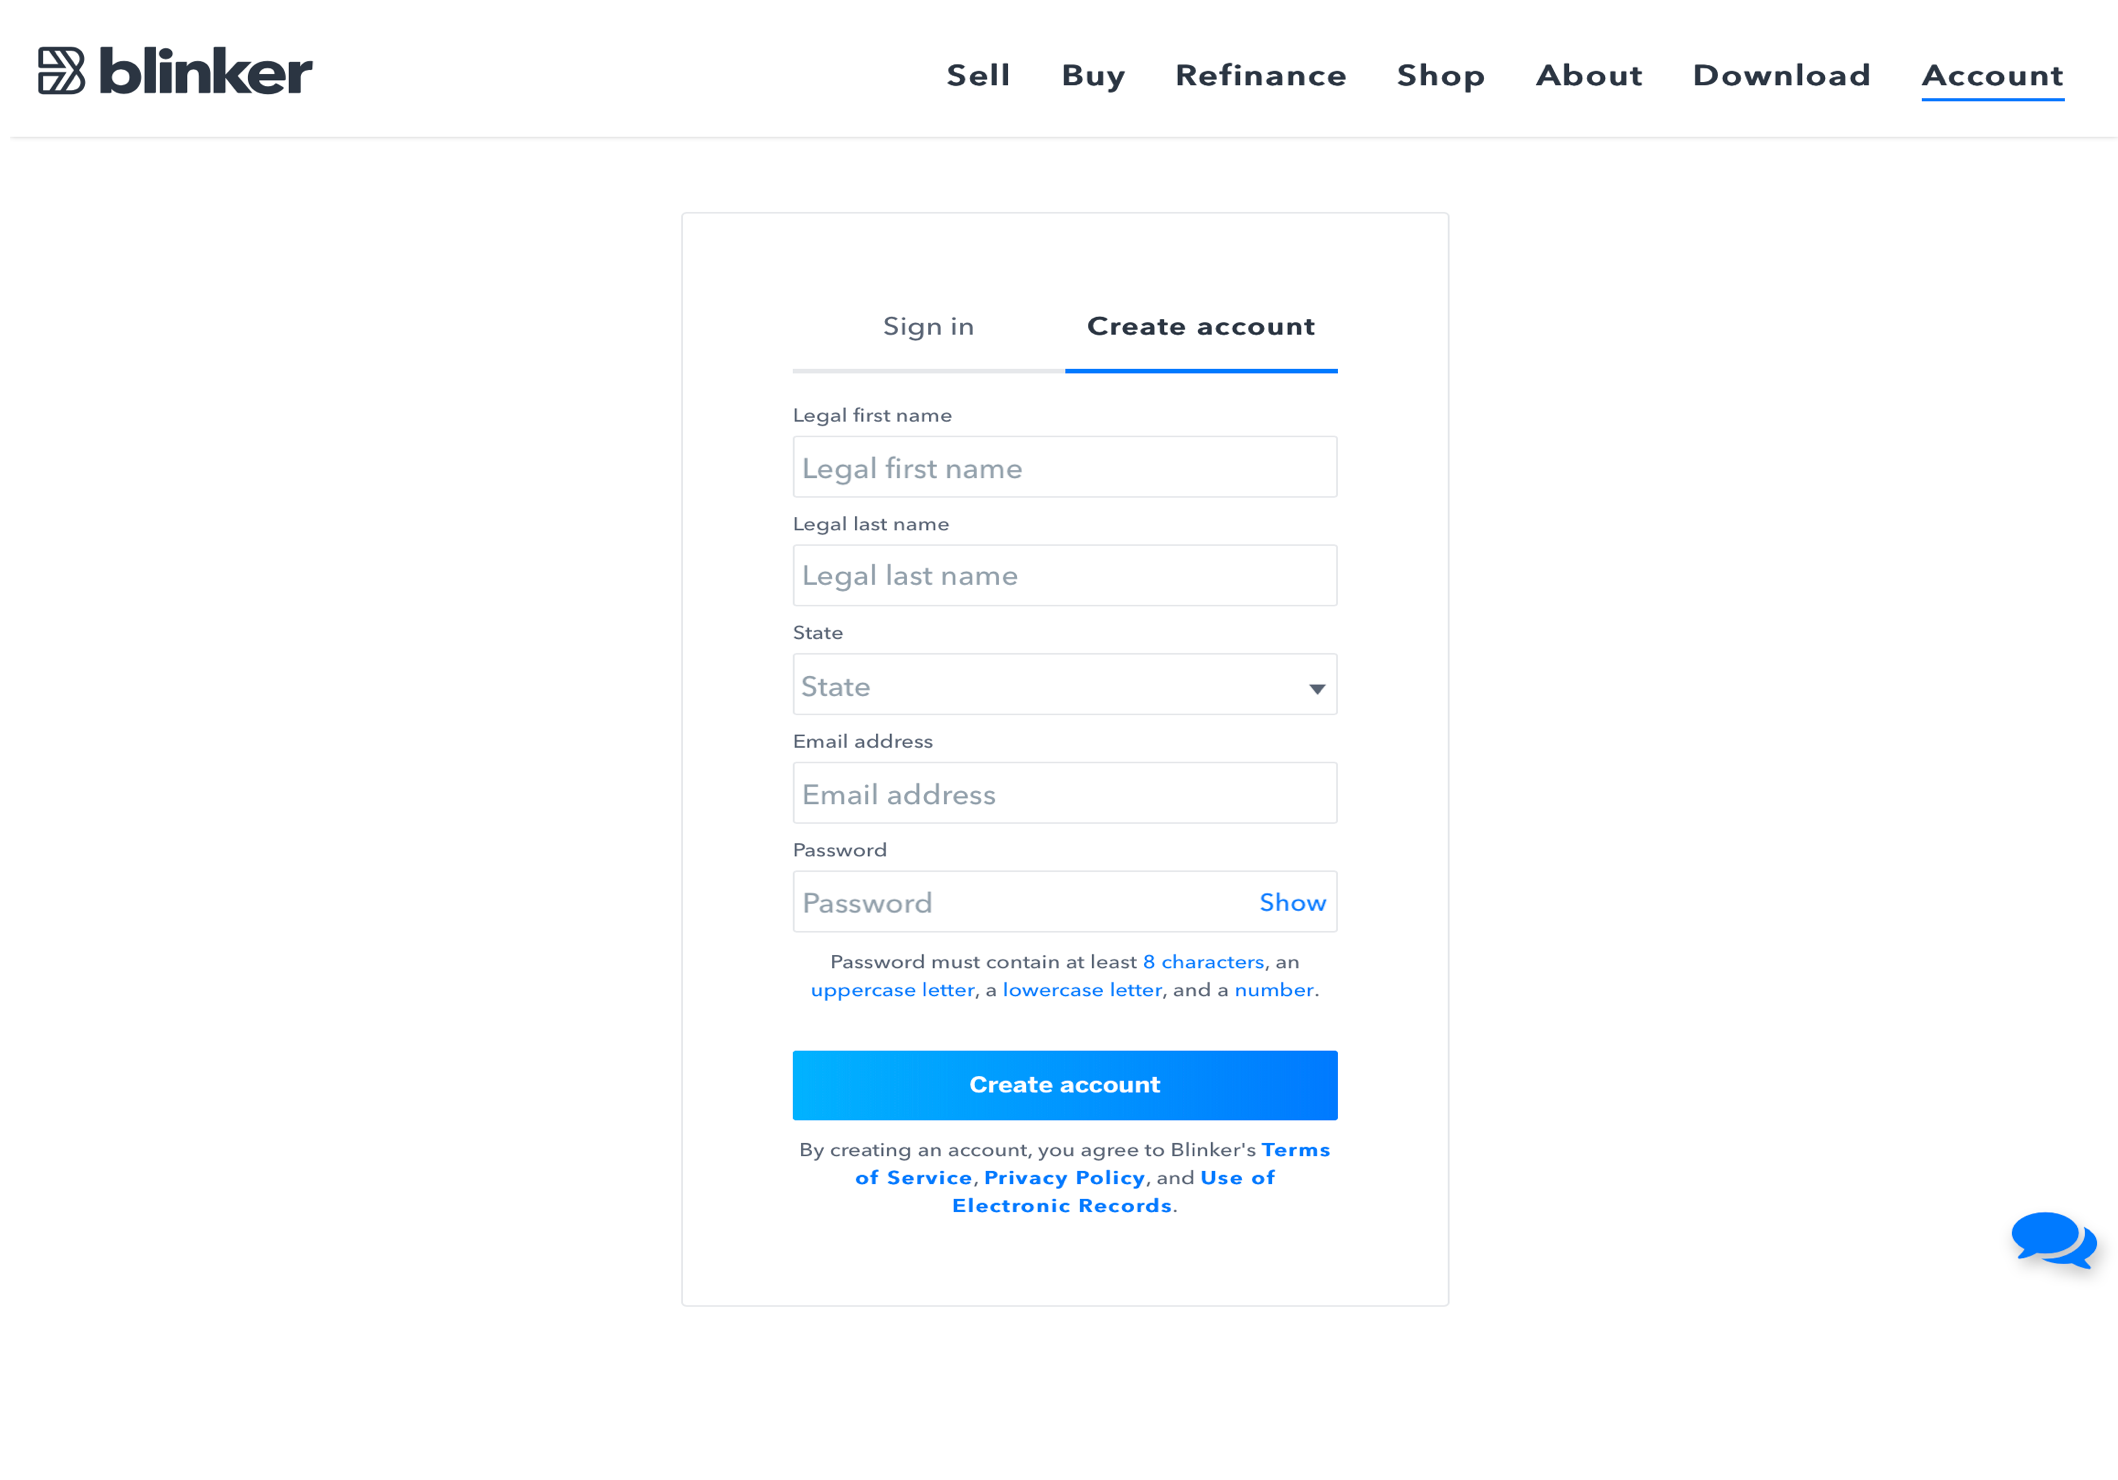 blinker
Sell Buy Refinance Shop About Download Account
Sign in Create account
Legal first name
Legal first name
Legal last name
Legal last name
State
State
Email address
Email address
Password
Password Show
Password must contain at least 8 characters, an
uppercase letter, a lowercase letter, and a number.
Create account
By creating an account, you agree to Blinker's Terms
of Service, Privacy Policy, and Use of
Electronic Records.